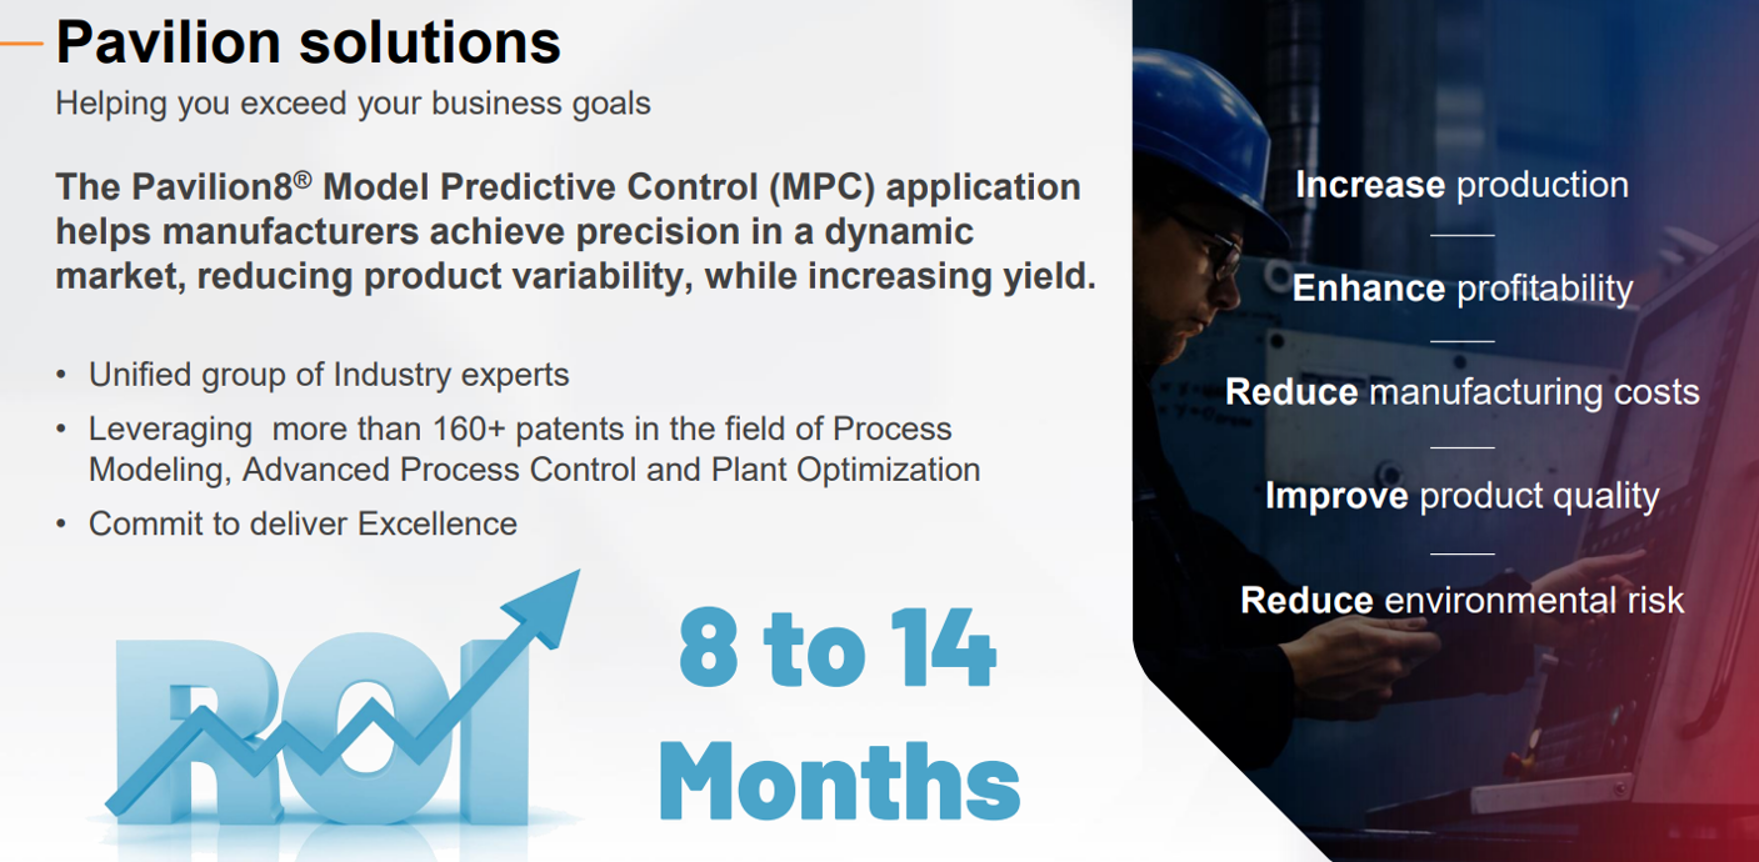 Pavilion solutions
Helping you exceed your business goals
The Pavilion8® Model Predictive Control (MPC) application
helps manufacturers achieve precision in a dynamic
market, reducing product variability, while increasing yield.
• Unified group of Industry experts
• Leveraging  more than 160+ patents in the field of Process
Modeling, Advanced Process Control and Plant Optimization
• Commit to deliver Excellence
ROI
8 to 14
Months
Increase production
Enhance profitability
Reduce manufacturing costs
Improve product quality
Reduce environmental risk